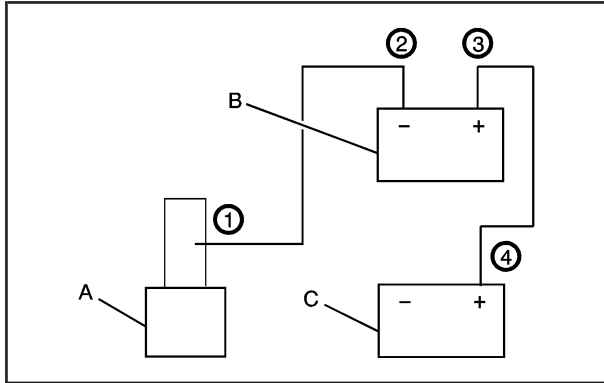 ② ③
B
− +
①
④
A
C
− +